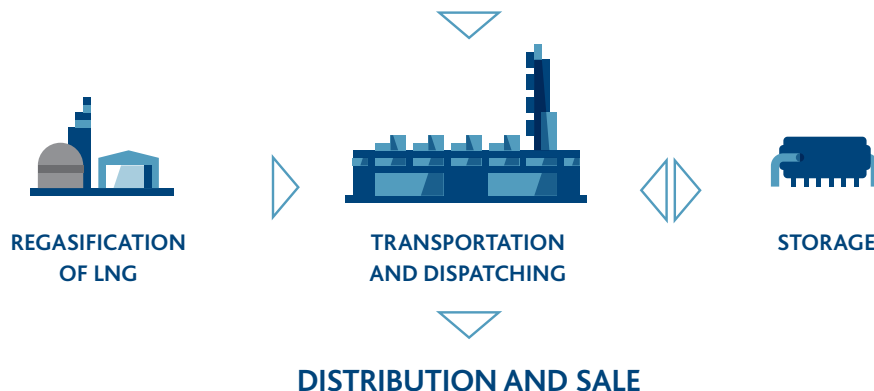 REGASIFICATION
OF LNG
TRANSPORTATION
AND DISPATCHING
STORAGE
DISTRIBUTION AND SALE